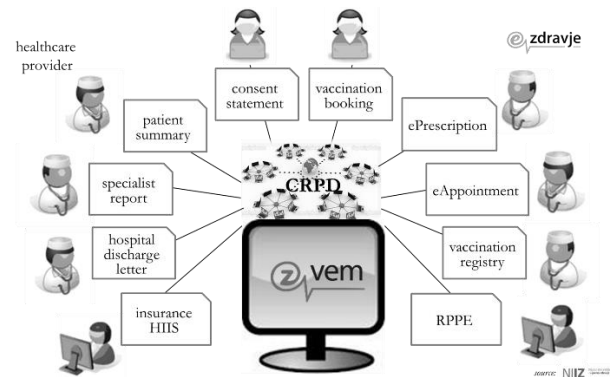 healthcare
provider
zdravje
consent
statement
vaccination
booking
patient
summary
ePrescription
CRPD
specialist
report
eAppointment
hospital
discharge
letter
vaccination
registry
z vem
insurance
HIIS
RPPE
source: NIJZ